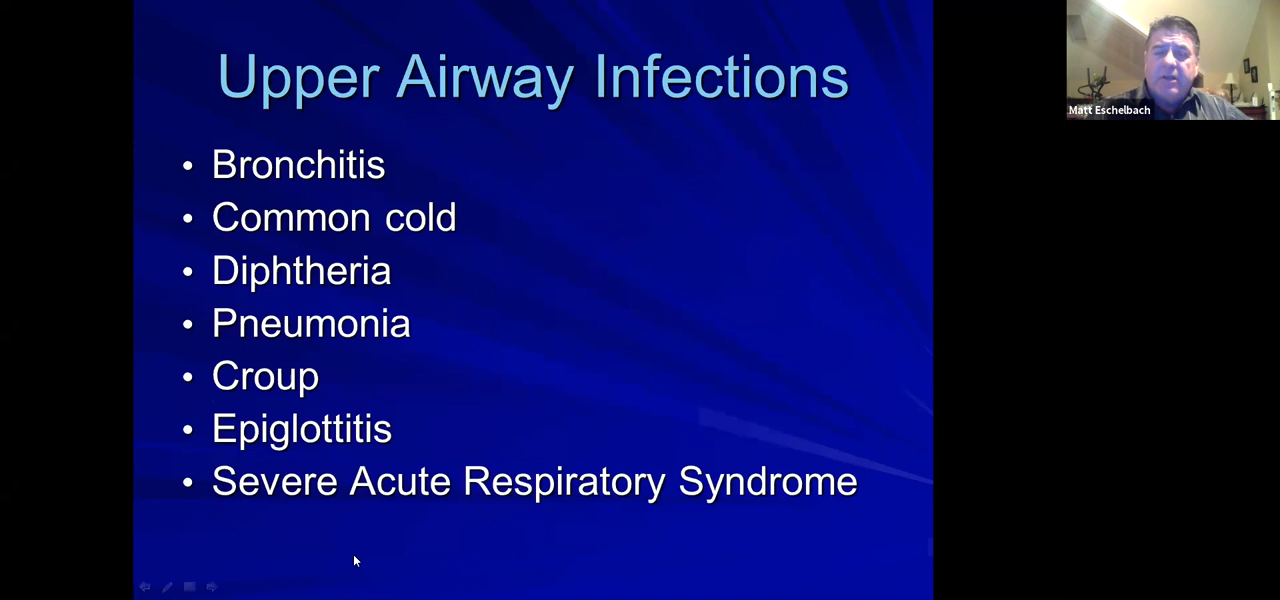 Upper Airway Infections
• Bronchitis
• Common cold
• Diphtheria
• Pneumonia
• Croup
• Epiglottitis
• Severe Acute Respiratory Syndrome
Matt Eschelbach